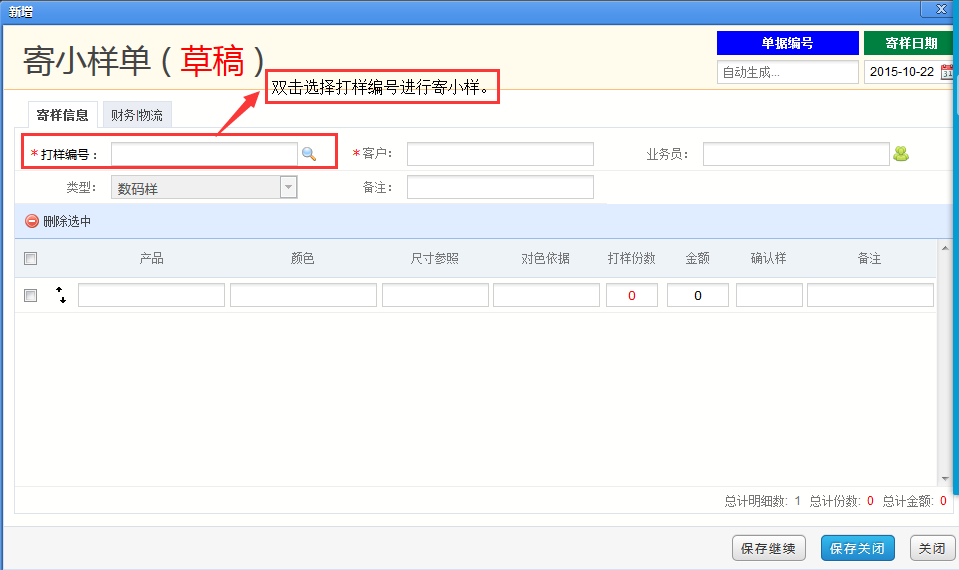 新增
寄小样单 ( 草稿 )
单据编号 寄样日期
自动生成... 2015-10-22
双击选择打样编号进行寄小样。
寄样信息 财务|物流
*打样编号： *客户： 业务员：
类型： 数码样 备注：
删除选中
产品 颜色 尺寸参照 对色依据 打样份数 金额 确认样 备注
0 0
总计明细数: 1 总计份数: 0 总计金额: 0
保存继续 保存关闭 关闭